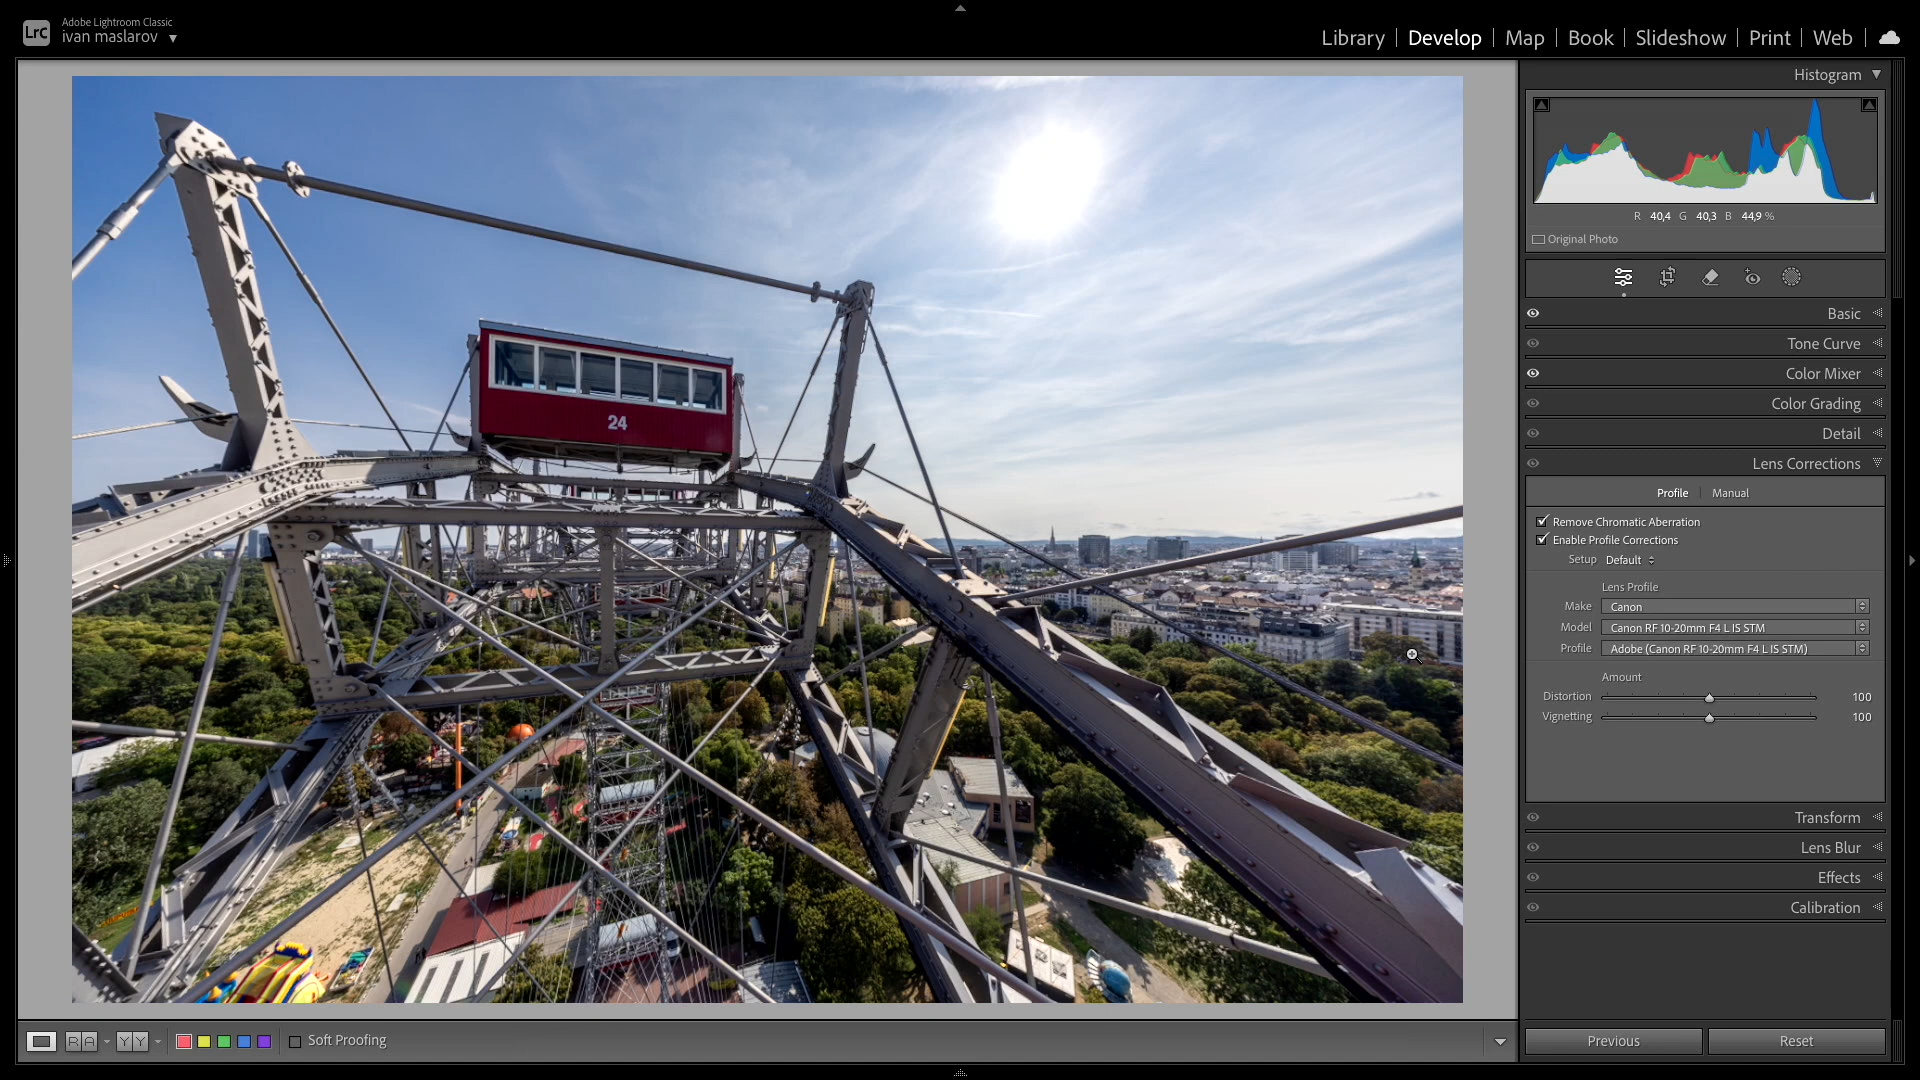 Adobe Lightroom Classic
LrC
ivan maslarov
Library
Develop
Map
Book
Slideshow
Print
Web
Histogram
R 40,4 G 40,3 B 44,9 %
Original Photo
Basic
Tone Curve
Color Mixer
Color Grading
Detail
Lens Corrections
Profile
Manual
Remove Chromatic Aberration
Enable Profile Corrections
Setup Default
Lens Profile
Make Canon
Model Canon RF 10-20mm F4 L IS STM
Profile Adobe (Canon RF 10-20mm F4 L IS STM)
Amount
Distortion 100
Vignetting 100
Transform
Lens Blur
Effects
Calibration
24
R A
Y Y
Soft Proofing
Previous
Reset